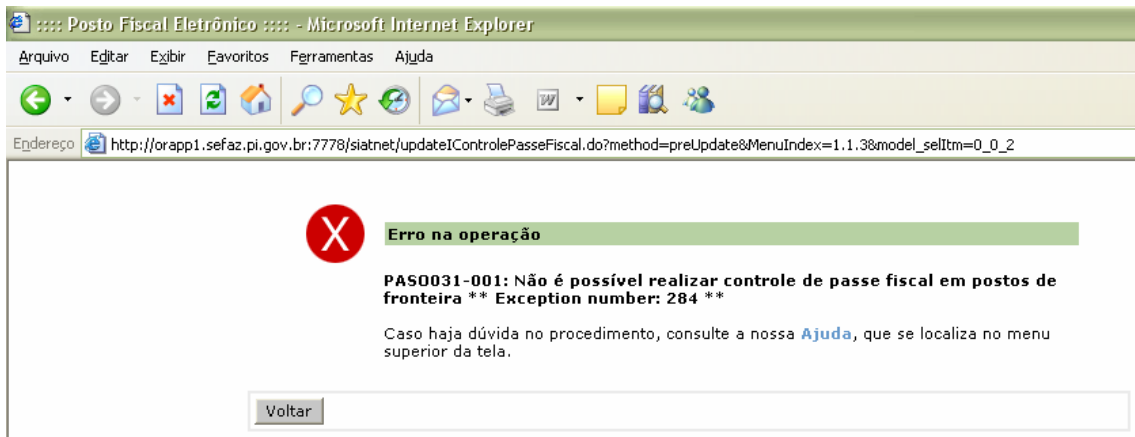 :::: Posto Fiscal Eletrônico :::: - Microsoft Internet Explorer
Arquivo Editar Exibir Favoritos Ferramentas Ajuda
Endereço http://orapp1.sefaz.pi.gov.br:7778/siatnet/updateIControlePasseFiscal.do?method=preUpdate&MenuIndex=1.1.3&model_selItm=0_0_2
X
Erro na operação
PASO031-001: Não é possível realizar controle de passe fiscal em postos de
fronteira ** Exception number: 284 **
Caso haja dúvida no procedimento, consulte a nossa Ajuda, que se localiza no menu
superior da tela.
Voltar